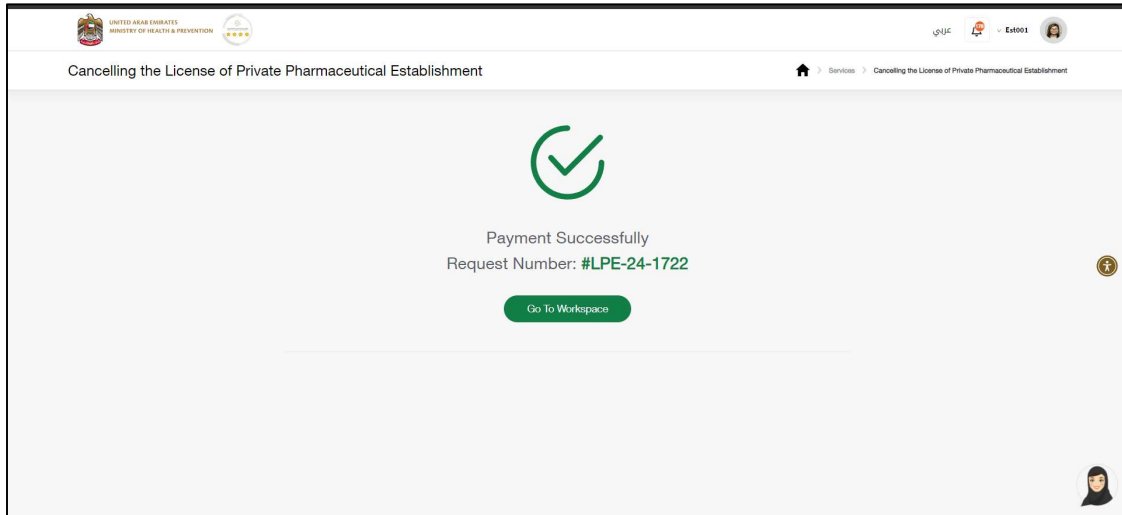 UNITED ARAB EMIRATES
MINISTRY OF HEALTH & PREVENTION
عربي
Est001
Cancelling the License of Private Pharmaceutical Establishment
> Services > Cancelling the License of Private Pharmaceutical Establishment
Payment Successfully
Request Number: #LPE-24-1722
Go To Workspace